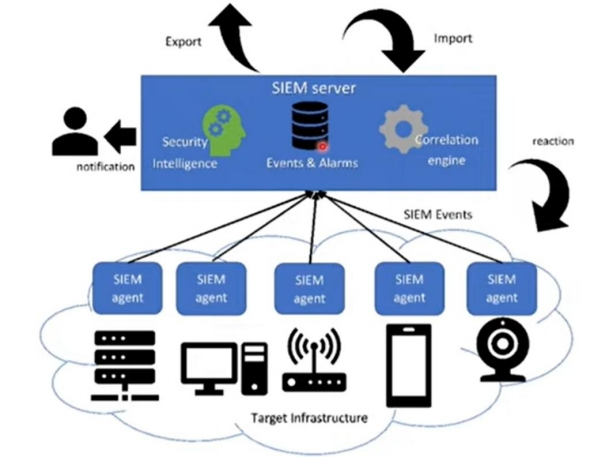 Export
Import
SIEM server
Security
Intelligence
Events & Alarms
Correlation
engine
notification
reaction
SIEM Events
SIEM
agent
SIEM
agent
SIEM
agent
SIEM
agent
SIEM
agent
Target Infrastructure